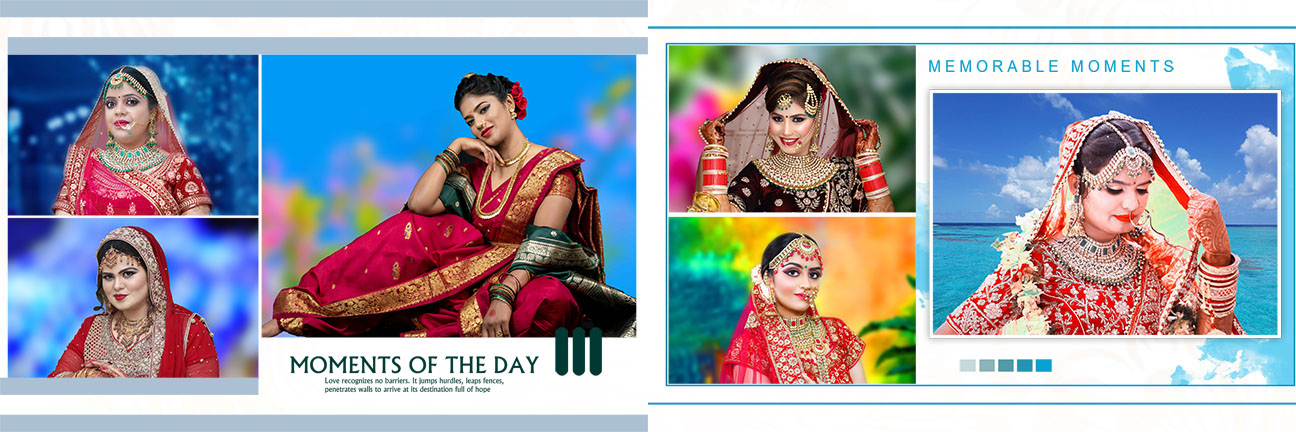 MOMENTS OF THE DAY
Love recognizes no barriers. It jumps hurdles, leaps fences,
penetrates walls to arrive at its destination full of hope
MEMORABLE MOMENTS